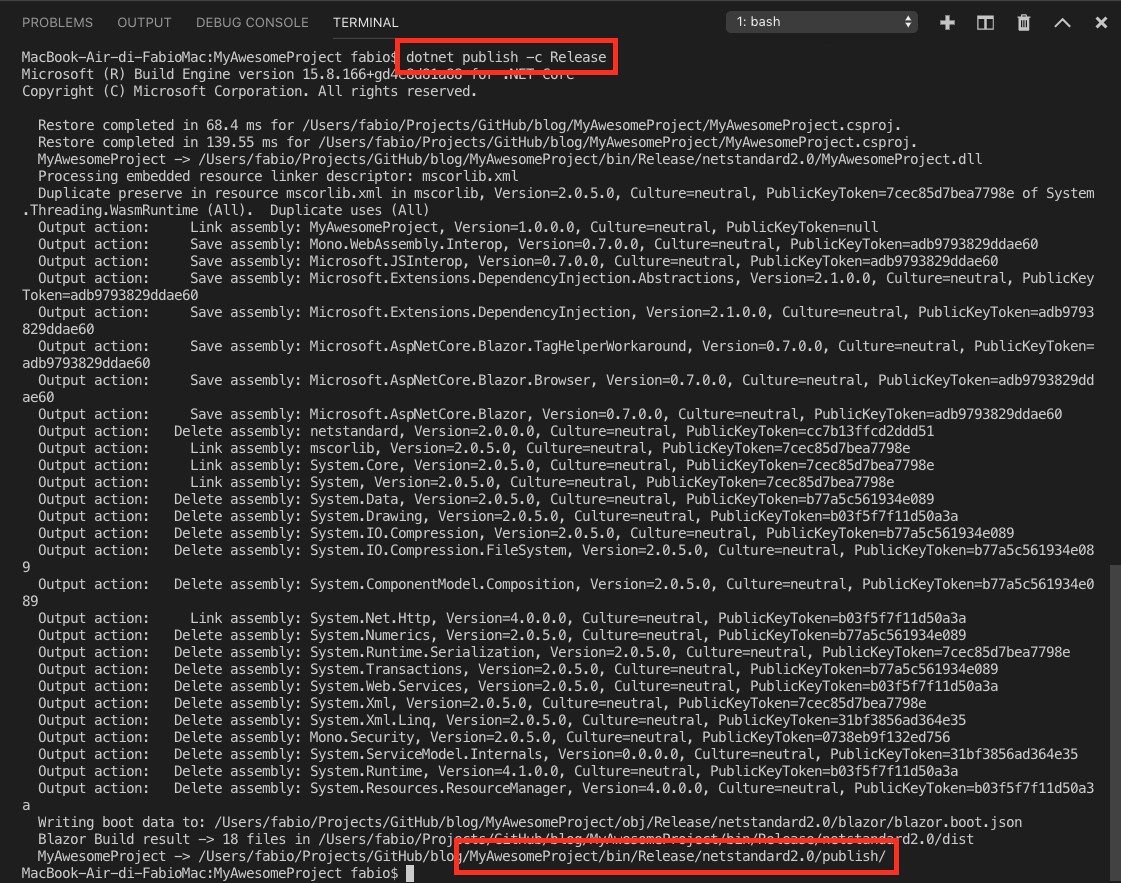 PROBLEMS OUTPUT DEBUG CONSOLE TERMINAL 1: bash
MacBook-Air-di-FabioMac:MyAwesomeProject fabio$ dotnet publish -c Release
Microsoft (R) Build Engine version 15.8.166+gd4e8d81a88 for .NET Core
Copyright (C) Microsoft Corporation. All rights reserved.
Restore completed in 68.4 ms for /Users/fabio/Projects/GitHub/blog/MyAwesomeProject/MyAwesomeProject.csproj.
Restore completed in 139.55 ms for /Users/fabio/Projects/GitHub/blog/MyAwesomeProject/MyAwesomeProject.csproj.
MyAwesomeProject -> /Users/fabio/Projects/GitHub/blog/MyAwesomeProject/bin/Release/netstandard2.0/MyAwesomeProject.dll
Processing embedded resource linker descriptor: mscorlib.xml
Duplicate preserve in resource mscorlib.xml in mscorlib, Version=2.0.5.0, Culture=neutral, PublicKeyToken=7cec85d7bea7798e of System
.Threading.WasmRuntime (All).  Duplicate uses (All)
Output action:     Link assembly: MyAwesomeProject, Version=1.0.0.0, Culture=neutral, PublicKeyToken=null
Output action:     Save assembly: Mono.WebAssembly.Interop, Version=0.7.0.0, Culture=neutral, PublicKeyToken=adb9793829ddae60
Output action:     Save assembly: Microsoft.JSInterop, Version=0.7.0.0, Culture=neutral, PublicKeyToken=adb9793829ddae60
Output action:     Save assembly: Microsoft.Extensions.DependencyInjection.Abstractions, Version=2.1.0.0, Culture=neutral, PublicKey
Token=adb9793829ddae60
Output action:     Save assembly: Microsoft.Extensions.DependencyInjection, Version=2.1.0.0, Culture=neutral, PublicKeyToken=adb9793
829ddae60
Output action:     Save assembly: Microsoft.AspNetCore.Blazor.TagHelperWorkaround, Version=0.7.0.0, Culture=neutral, PublicKeyToken=
adb9793829ddae60
Output action:     Save assembly: Microsoft.AspNetCore.Blazor.Browser, Version=0.7.0.0, Culture=neutral, PublicKeyToken=adb9793829dd
ae60
Output action:     Save assembly: Microsoft.AspNetCore.Blazor, Version=0.7.0.0, Culture=neutral, PublicKeyToken=adb9793829ddae60
Output action:   Delete assembly: netstandard, Version=2.0.0.0, Culture=neutral, PublicKeyToken=cc7b13ffcd2ddd51
Output action:     Link assembly: mscorlib, Version=2.0.5.0, Culture=neutral, PublicKeyToken=7cec85d7bea7798e
Output action:     Link assembly: System.Core, Version=2.0.5.0, Culture=neutral, PublicKeyToken=7cec85d7bea7798e
Output action:     Link assembly: System, Version=2.0.5.0, Culture=neutral, PublicKeyToken=7cec85d7bea7798e
Output action:   Delete assembly: System.Data, Version=2.0.5.0, Culture=neutral, PublicKeyToken=b77a5c561934e089
Output action:   Delete assembly: System.Drawing, Version=2.0.5.0, Culture=neutral, PublicKeyToken=b03f5f7f11d50a3a
Output action:   Delete assembly: System.IO.Compression, Version=2.0.5.0, Culture=neutral, PublicKeyToken=b77a5c561934e089
Output action:   Delete assembly: System.IO.Compression.FileSystem, Version=2.0.5.0, Culture=neutral, PublicKeyToken=b77a5c561934e08
9
Output action:   Delete assembly: System.ComponentModel.Composition, Version=2.0.5.0, Culture=neutral, PublicKeyToken=b77a5c561934e0
89
Output action:     Link assembly: System.Net.Http, Version=4.0.0.0, Culture=neutral, PublicKeyToken=b03f5f7f11d50a3a
Output action:   Delete assembly: System.Numerics, Version=2.0.5.0, Culture=neutral, PublicKeyToken=b77a5c561934e089
Output action:   Delete assembly: System.Runtime.Serialization, Version=2.0.5.0, Culture=neutral, PublicKeyToken=7cec85d7bea7798e
Output action:   Delete assembly: System.Transactions, Version=2.0.5.0, Culture=neutral, PublicKeyToken=b77a5c561934e089
Output action:   Delete assembly: System.Web.Services, Version=2.0.5.0, Culture=neutral, PublicKeyToken=b03f5f7f11d50a3a
Output action:   Delete assembly: System.Xml, Version=2.0.5.0, Culture=neutral, PublicKeyToken=7cec85d7bea7798e
Output action:   Delete assembly: System.Xml.Linq, Version=2.0.5.0, Culture=neutral, PublicKeyToken=31bf3856ad364e35
Output action:   Delete assembly: Mono.Security, Version=2.0.5.0, Culture=neutral, PublicKeyToken=0738eb9f132ed756
Output action:   Delete assembly: System.ServiceModel.Internals, Version=0.0.0.0, Culture=neutral, PublicKeyToken=31bf3856ad364e35
Output action:   Delete assembly: System.Runtime, Version=4.1.0.0, Culture=neutral, PublicKeyToken=b03f5f7f11d50a3a
Output action:   Delete assembly: System.Resources.ResourceManager, Version=4.0.0.0, Culture=neutral, PublicKeyToken=b03f5f7f11d50a3
a
Writing boot data to: /Users/fabio/Projects/GitHub/blog/MyAwesomeProject/obj/Release/netstandard2.0/blazor/blazor.boot.json
Blazor Build result -> 18 files in /Users/fabio/Projects/GitHub/blog/MyAwesomeProject/bin/Release/netstandard2.0/dist
MyAwesomeProject -> /Users/fabio/Projects/GitHub/blog/MyAwesomeProject/bin/Release/netstandard2.0/publish/
MacBook-Air-di-FabioMac:MyAwesomeProject fabio$